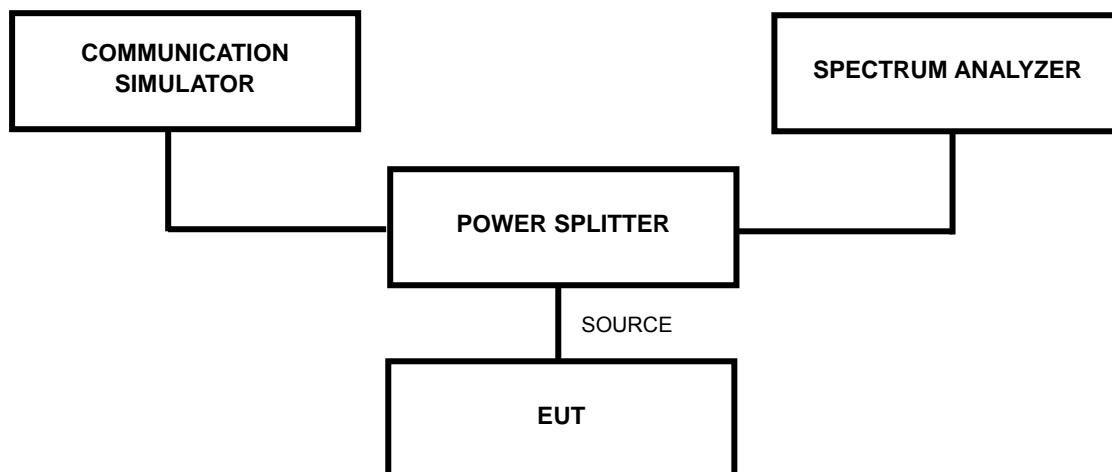 COMMUNICATION
SIMULATOR
SPECTRUM ANALYZER
POWER SPLITTER
SOURCE
EUT